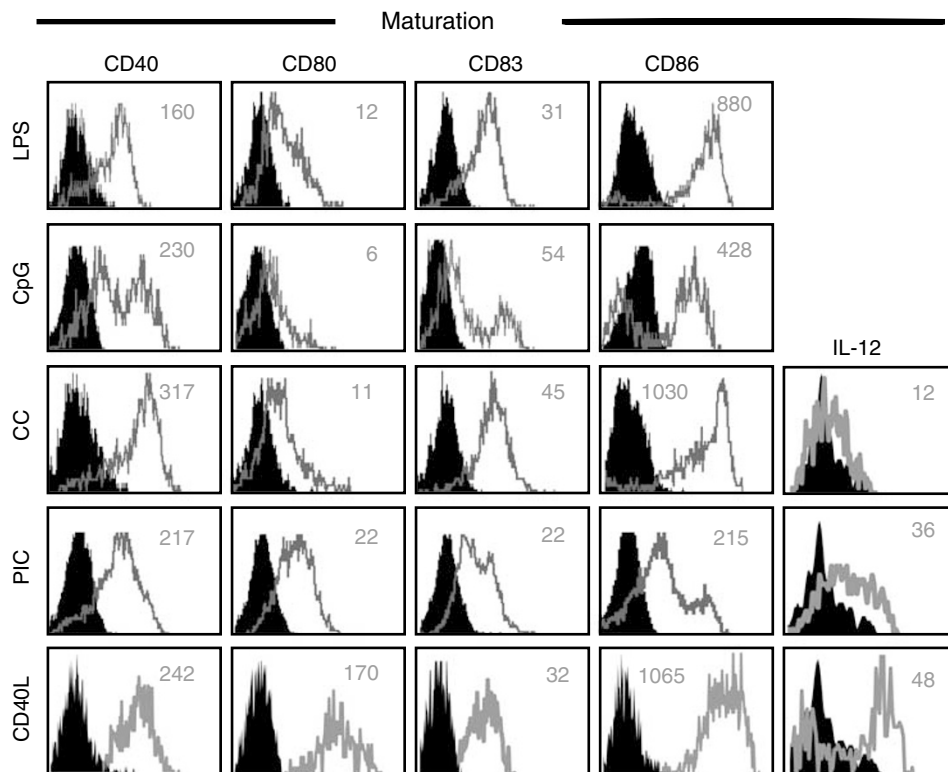 Maturation
CD40 CD80 CD83 CD86
LPS 160 12 31 880
CpG 230 6 54 428
IL-12
CC 317 11 45 1030 12
PIC 217 22 22 215 36
CD40L 242 170 32 1065 48